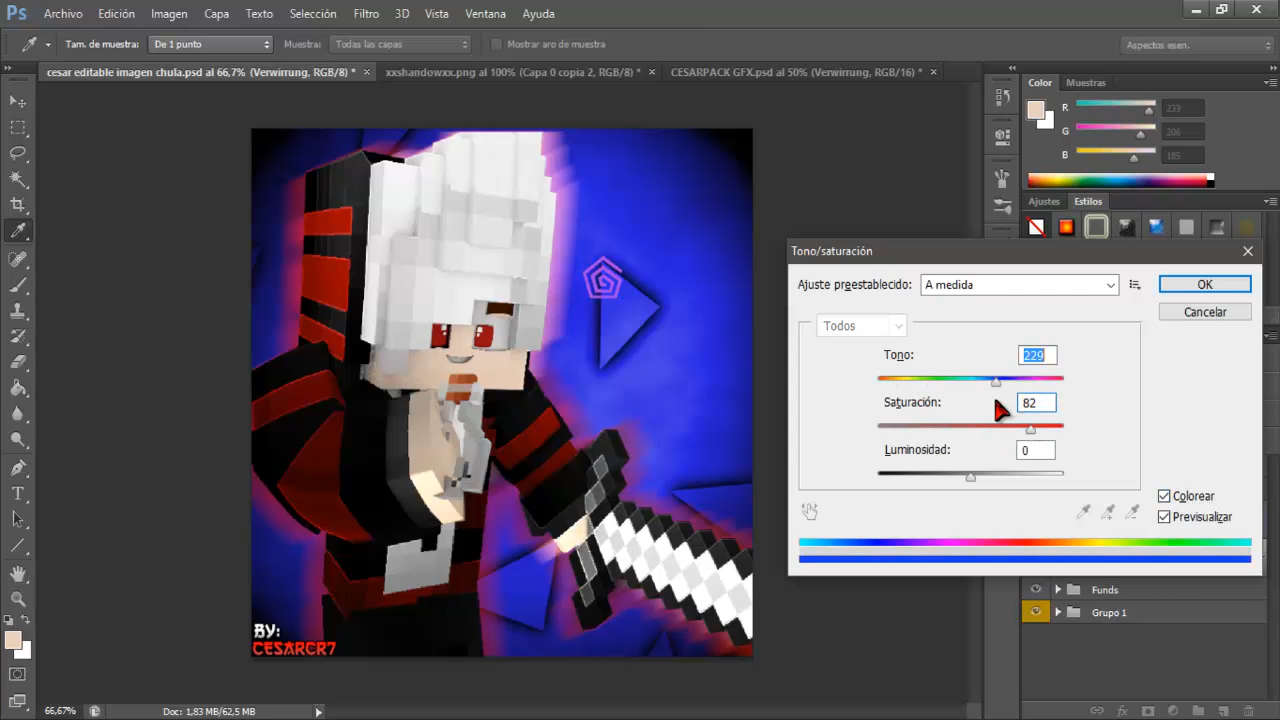 Ps Archivo Edición Imagen Capa Texto Selección Filtro 3D Vista Ventana Ayuda
Tam. de muestra: De 1 punto Muestra: Todas las capas Mostrar aro de muestra Aspectos esen.
cesar editable imagen chula.psd al 66,7% (Verwirrung, RGB/8) * × xxshandowxx.png al 100% (Capa 0 copia 2, RGB/8) * × CESARPACK GFX.psd al 50% (Verwirrung, RGB/16) * ×
Color Muestras
R 233
G 206
B 185
Ajustes Estilos
Tono/saturación
Ajuste preestablecido: A medida OK
Cancelar
Todos
Tono: 229
Saturación: 82
Luminosidad: 0
Colorear
Previsualizar
Funds
Grupo 1
BY:
CESARCR7
66,67% Doc: 1,83 MB/62,5 MB